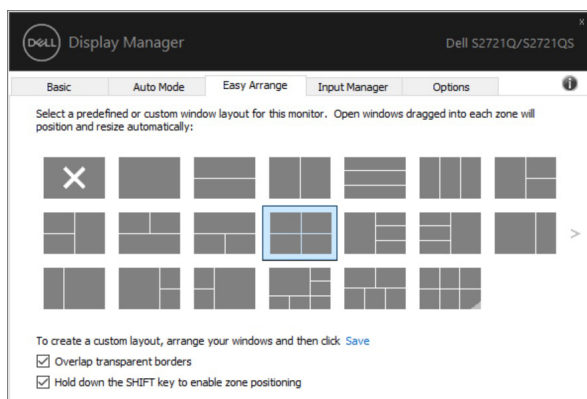 x
DELL Display Manager
Dell S2721Q/S2721QS
Basic Auto Mode Easy Arrange Input Manager Options
Select a predefined or custom window layout for this monitor. Open windows dragged into each zone will
position and resize automatically:
To create a custom layout, arrange your windows and then click Save
Overlap transparent borders
Hold down the SHIFT key to enable zone positioning